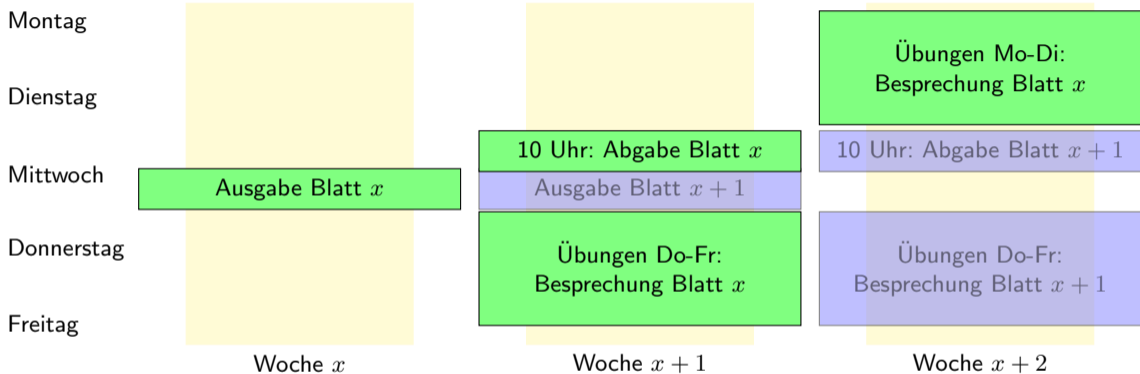 Montag
Dienstag
Mittwoch
Donnerstag
Freitag
Ausgabe Blatt x
Woche x
10 Uhr: Abgabe Blatt x
Ausgabe Blatt x + 1
Übungen Do-Fr:
Besprechung Blatt x
Woche x + 1
Übungen Mo-Di:
Besprechung Blatt x
10 Uhr: Abgabe Blatt x + 1
Übungen Do-Fr:
Besprechung Blatt x + 1
Woche x + 2